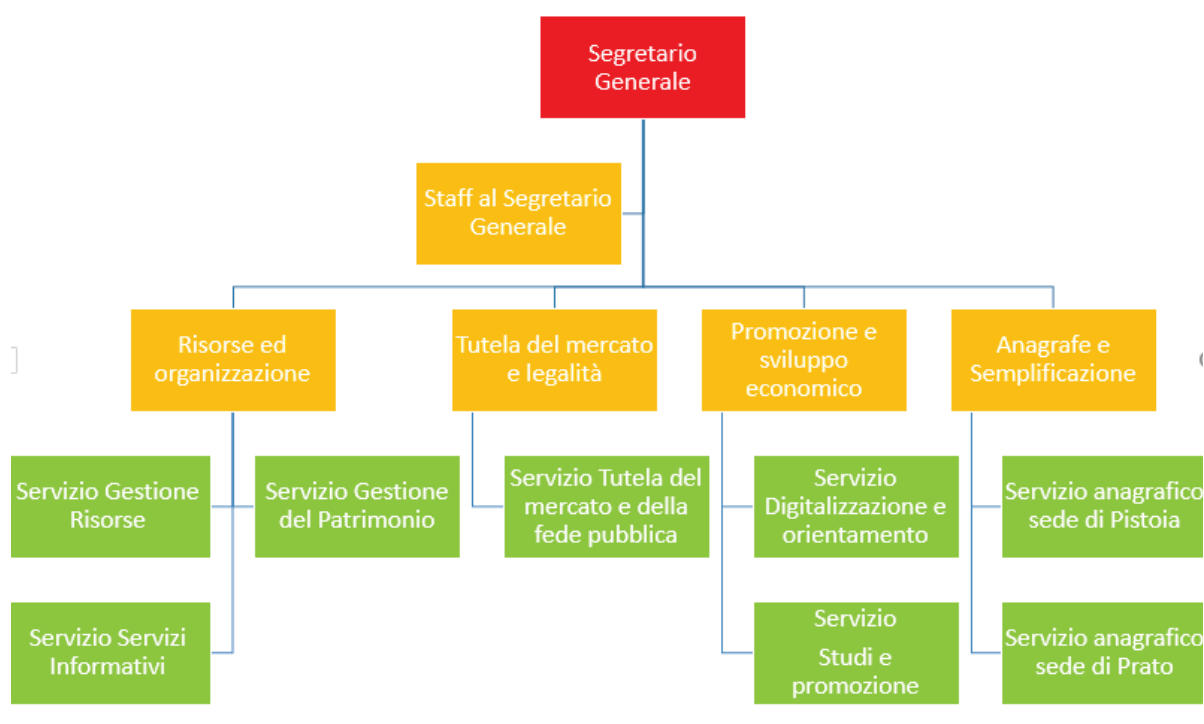 Segretario
Generale
Staff al Segretario
Generale
Risorse ed
organizzazione
Tutela del mercato
e legalità
Promozione e
sviluppo
economico
Anagrafe e
Semplificazione
Servizio Gestione
Risorse
Servizio Gestione
del Patrimonio
Servizio Tutela del
mercato e della
fede pubblica
Servizio
Digitalizzazione e
orientamento
Servizio anagrafico
sede di Pistoia
Servizio Servizi
Informativi
Servizio
Studi e
promozione
Servizio anagrafico
sede di Prato